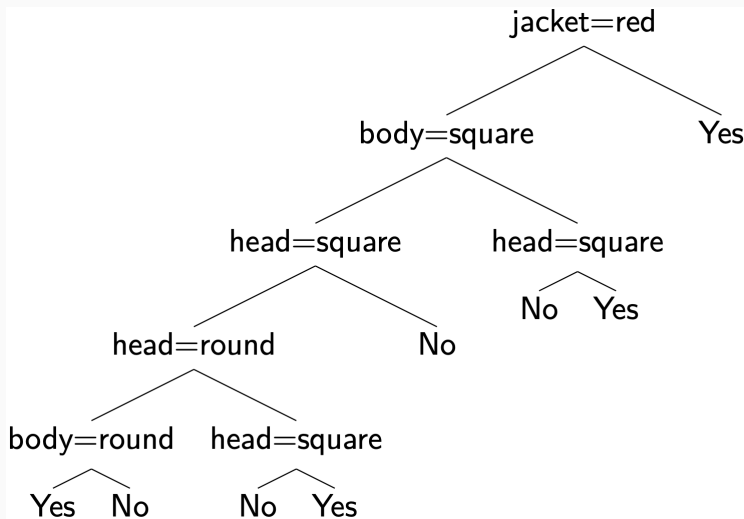 jacket=red
body=square Yes
head=square head=square
No Yes
head=round No
body=round head=square
Yes No No Yes